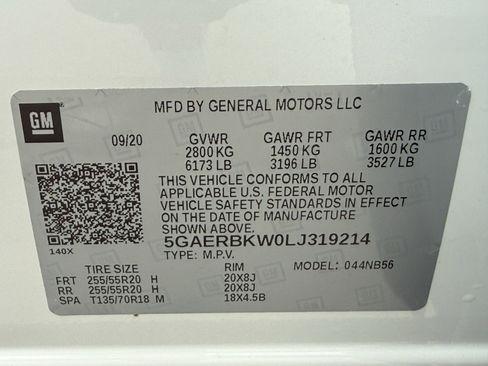 GM
MFD BY GENERAL MOTORS LLC
09/20 GVWR GAWR FRT GAWR RR
2800 KG 1450 KG 1600 KG
6173 LB 3196 LB 3527 LB
THIS VEHICLE CONFORMS TO ALL
APPLICABLE U.S. FEDERAL MOTOR
VEHICLE SAFETY STANDARDS IN EFFECT
ON THE DATE OF MANUFACTURE
SHOWN ABOVE.
5GAERBKW0LJ319214
140X
TYPE: M.P.V. MODEL: 044NB56
TIRE SIZE RIM
FRT 255/55R20 H 20X8J
RR 255/55R20 H 20X8J
SPA T135/70R18 M 18X4.5B